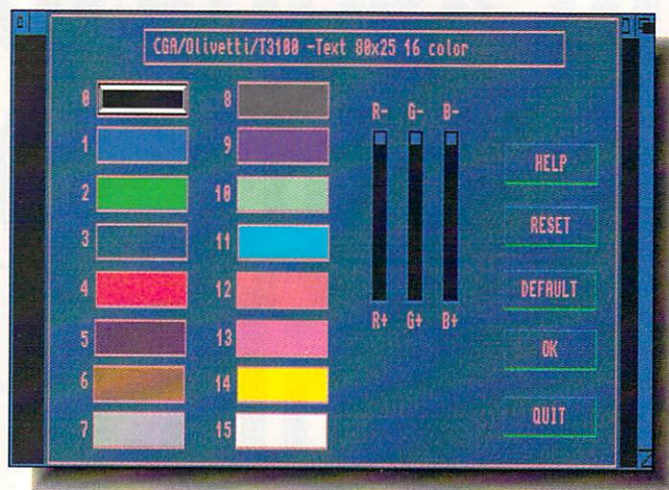 CGA/Olivetti/T3100 -Text 80x25 16 color
0
8
1
9
2
10
3
11
4
12
5
13
6
14
7
15
R- G- B-
R+ G+ B+
HELP
RESET
DEFAULT
OK
QUIT